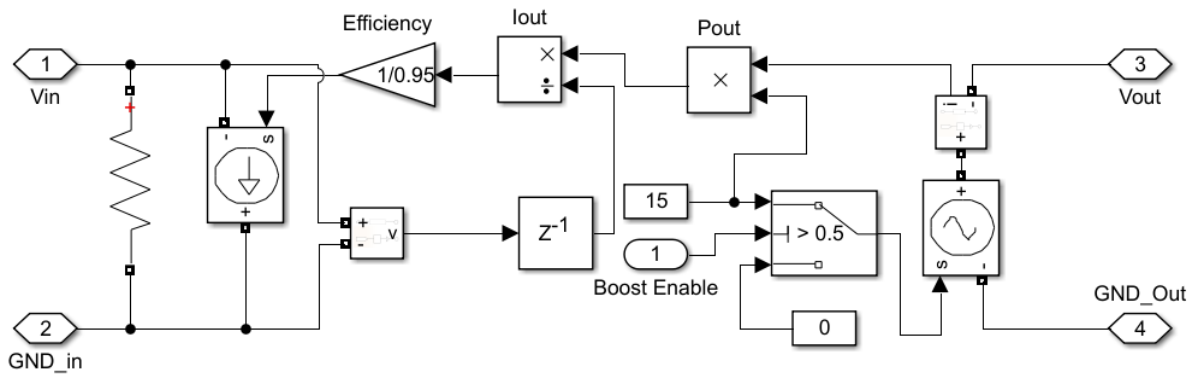 Efficiency
Iout
Pout
1
Vin
1/0.95
×
÷
×
3
Vout
-
s
+
i
-
+
+
-
v
Z-1
15
1
Boost Enable
> 0.5
0
+
s
-
2
GND_in
GND_Out
4
+